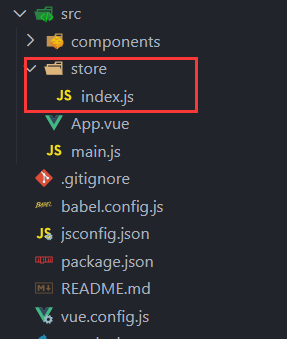 src
components
store
JS index.js
App.vue
JS main.js
.gitignore
BABEL babel.config.js
JS jsconfig.json
package.json
README.md
vue.config.js